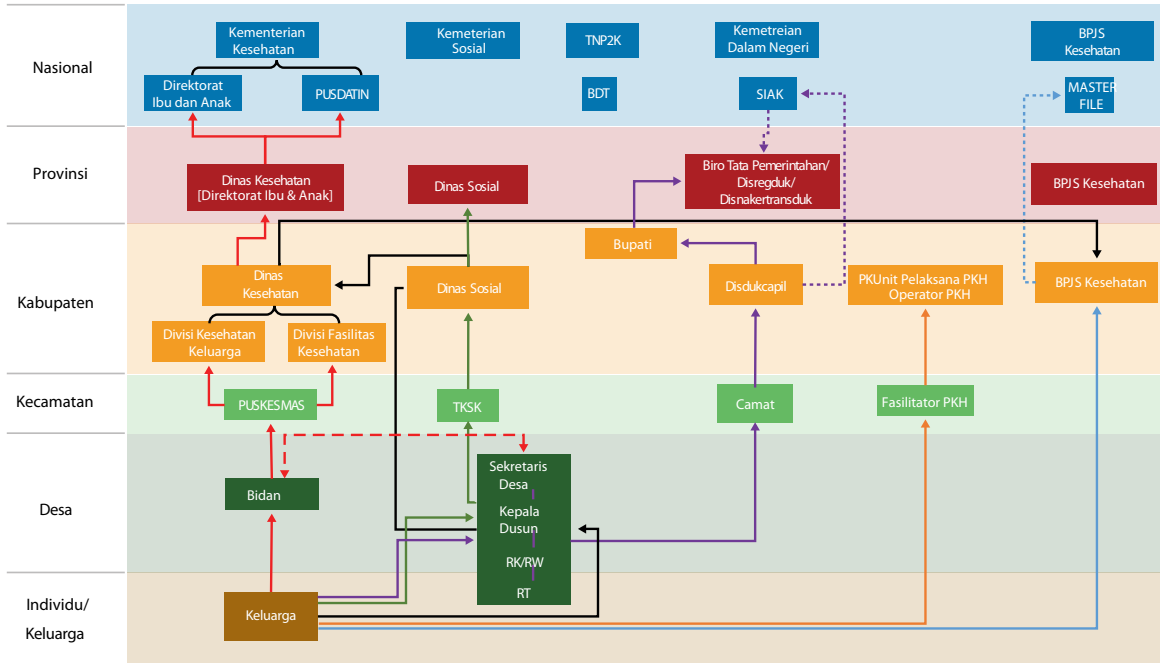 Nasional
Kementerian
Kesehatan
Kemeterian
Sosial
TNP2K
Kemetreian
Dalam Negeri
BPJS
Kesehatan
Direktorat
Ibu dan Anak
PUSDATIN
BDT
SIAK
MASTER
FILE
Provinsi
Dinas Kesehatan
[Direktorat Ibu & Anak]
Dinas Sosial
Biro Tata Pemerintahan/
Disregduk/
Disnakertransduk
BPJS Kesehatan
Kabupaten
Bupati
Dinas
Kesehatan
Dinas Sosial
Disdukcapil
PKUnit Pelaksana PKH
Operator PKH
BPJS Kesehatan
Divisi Kesehatan
Keluarga
Divisi Fasilitas
Kesehatan
Kecamatan
PUSKESMAS
TKSK
Camat
Fasilitator PKH
Desa
Bidan
Sekretaris
Desa
Kepala
Dusun
RK/RW
RT
Individu/
Keluarga
Keluarga